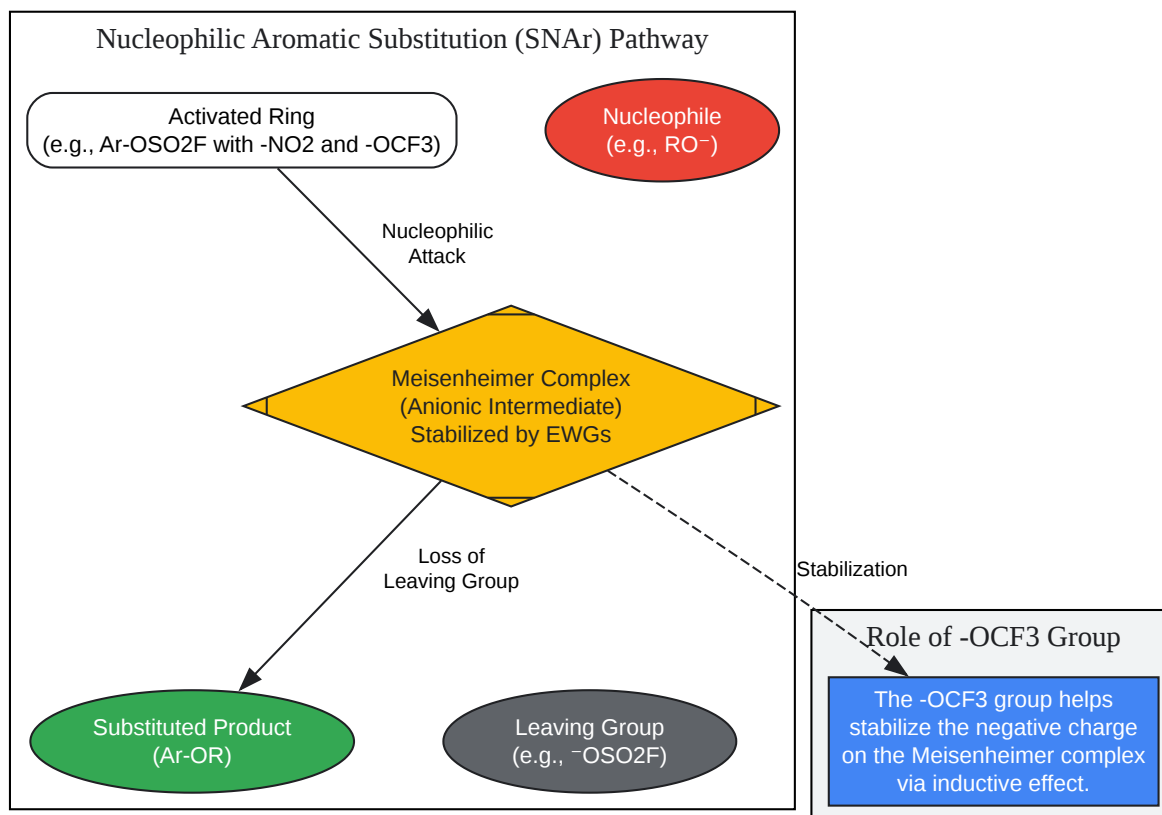 Nucleophilic Aromatic Substitution (SNAr) Pathway
Activated Ring
(e.g., Ar-OSO2F with -NO2 and -OCF3)
Nucleophile
(e.g., RO⁻)
Nucleophilic
Attack
Meisenheimer Complex
(Anionic Intermediate)
Stabilized by EWGs
Loss of
Leaving Group
Stabilization
Role of -OCF3 Group
The -OCF3 group helps
stabilize the negative charge
on the Meisenheimer complex
via inductive effect.
Substituted Product
(Ar-OR)
Leaving Group
(e.g., ⁻OSO2F)